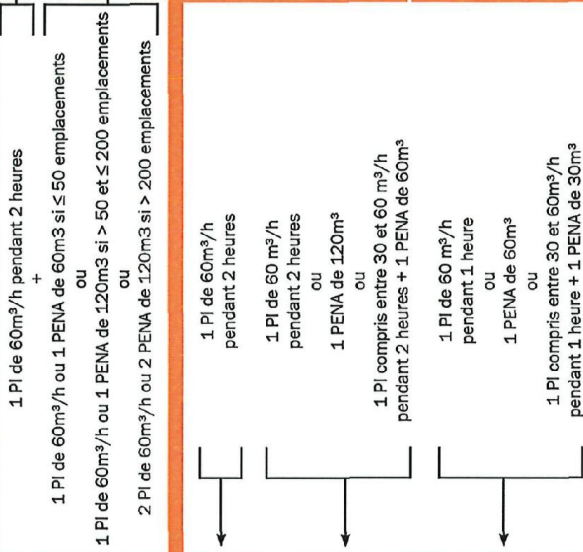 1 PI de 60m³/h pendant 2 heures
+
1 PI de 60m³/h ou 1 PENA de 60m3 si ≤ 50 emplacements
ou
1 PI de 60m³/h ou 1 PENA de 120m3 si > 50 et ≤ 200 emplacements
ou
2 PI de 60m³/h ou 2 PENA de 120m3 si > 200 emplacements
1 PI de 60m³/h
pendant 2 heures
1 PI de 60 m³/h
pendant 2 heures
ou
1 PENA de 120m³
ou
1 PI compris entre 30 et 60 m³/h
pendant 2 heures + 1 PENA de 60m³
1 PI de 60 m³/h
pendant 1 heure
ou
1 PENA de 60m³
ou
1 PI compris entre 30 et 60m³/h
pendant 1 heure + 1 PENA de 30m³